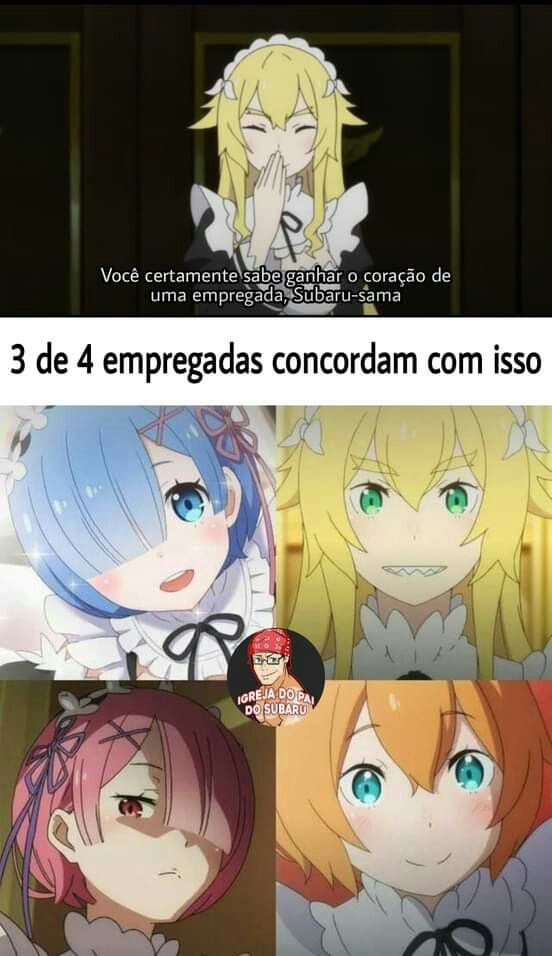 Você certamente sabe ganhar o coração de
uma empregada, Subaru-sama
3 de 4 empregadas concordam com isso
IGREJA DO PAI
DO SUBARU